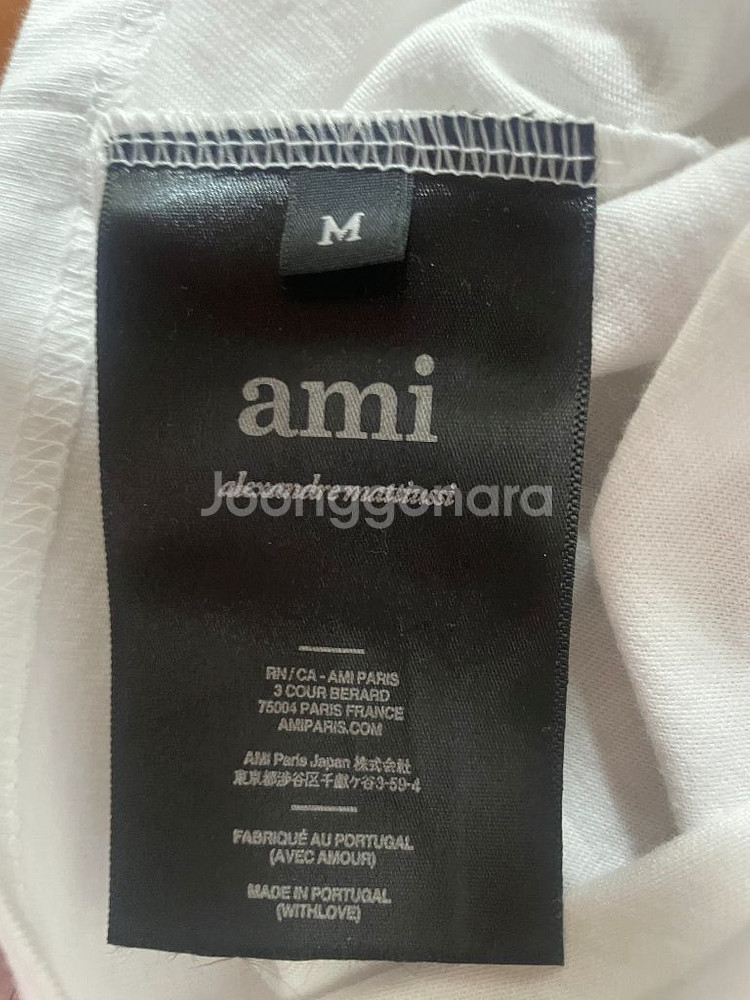 M
ami
alexandre mattiussi
Joonggonara
RN / CA - AMI PARIS
3 COUR BERARD
75004 PARIS FRANCE
AMIPARIS.COM
AMI Paris Japan 株式会社
東京都渋谷区千駄ケ谷3-59-4
FABRIQUÉ AU PORTUGAL
(AVEC AMOUR)
MADE IN PORTUGAL
(WITHLOVE)